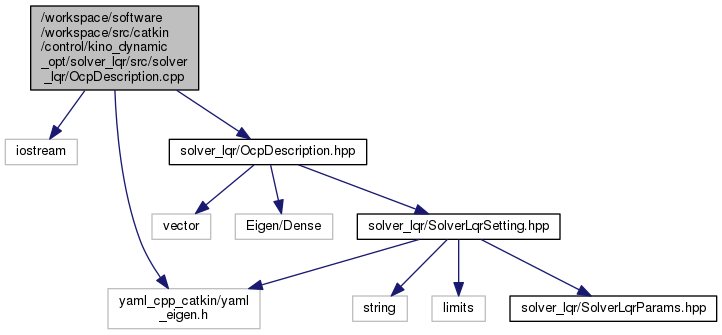 /workspace/software
/workspace/src/catkin
/control/kino_dynamic
_opt/solver_lqr/src/solver
_lqr/OcpDescription.cpp
iostream
solver_lqr/OcpDescription.hpp
vector
Eigen/Dense
solver_lqr/SolverLqrSetting.hpp
yaml_cpp_catkin/yaml
_eigen.h
string
limits
solver_lqr/SolverLqrParams.hpp